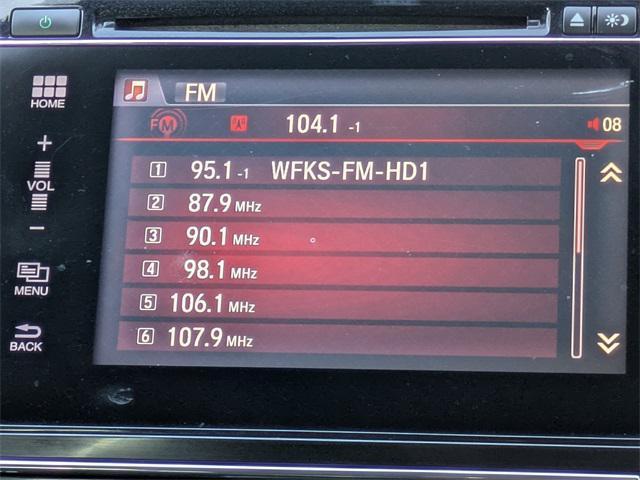 FM
HOME
FM 104.1 -1 08
+
VOL
-
1 95.1 -1 WFKS-FM-HD1
2 87.9 MHz
3 90.1 MHz
4 98.1 MHz
5 106.1 MHz
6 107.9 MHz
MENU
BACK